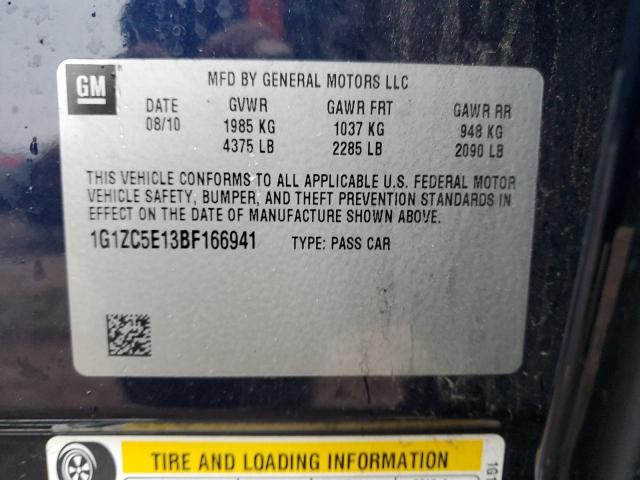 GM
MFD BY GENERAL MOTORS LLC
DATE GVWR GAWR FRT GAWR RR
08/10 1985 KG 1037 KG 948 KG
4375 LB 2285 LB 2090 LB
THIS VEHICLE CONFORMS TO ALL APPLICABLE U.S. FEDERAL MOTOR
VEHICLE SAFETY, BUMPER, AND THEFT PREVENTION STANDARDS IN
EFFECT ON THE DATE OF MANUFACTURE SHOWN ABOVE.
1G1ZC5E13BF166941 TYPE: PASS CAR
TIRE AND LOADING INFORMATION